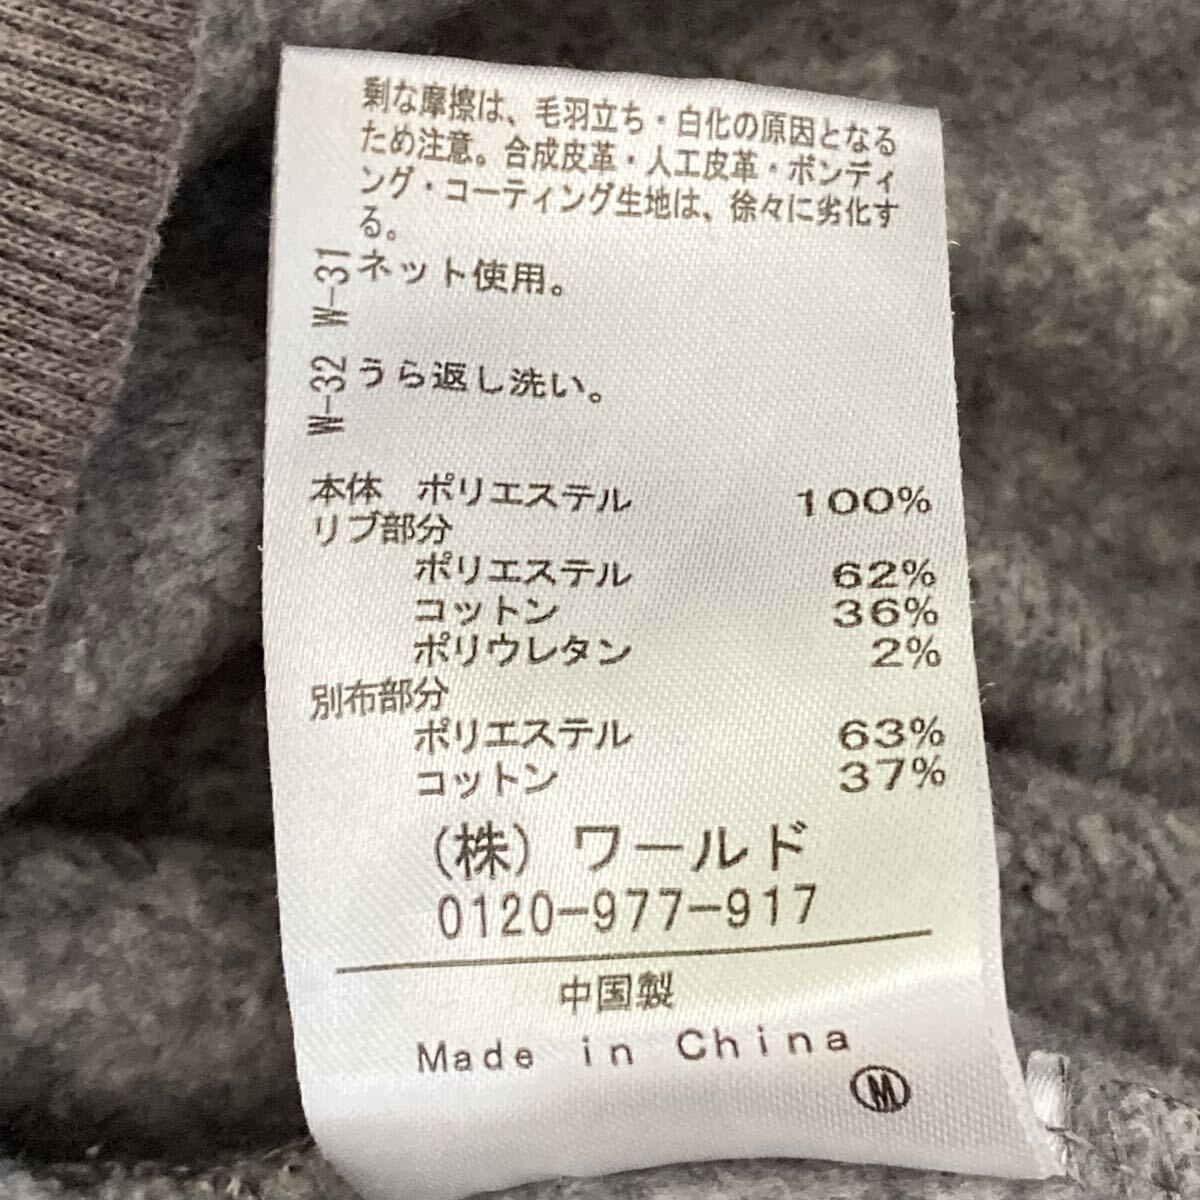 剰な摩擦は、毛羽立ち・白化の原因となる
ため注意。合成皮革・人工皮革・ボンディ
ング・コーティング生地は、徐々に劣化す
る。
W-31 ネット使用。
W-32 うら返し洗い。
本体 ポリエステル 100%
リブ部分
ポリエステル 62%
コットン 36%
ポリウレタン 2%
別布部分
ポリエステル 63%
コットン 37%
(株) ワールド
0120-977-917
中国製
Made in China
M